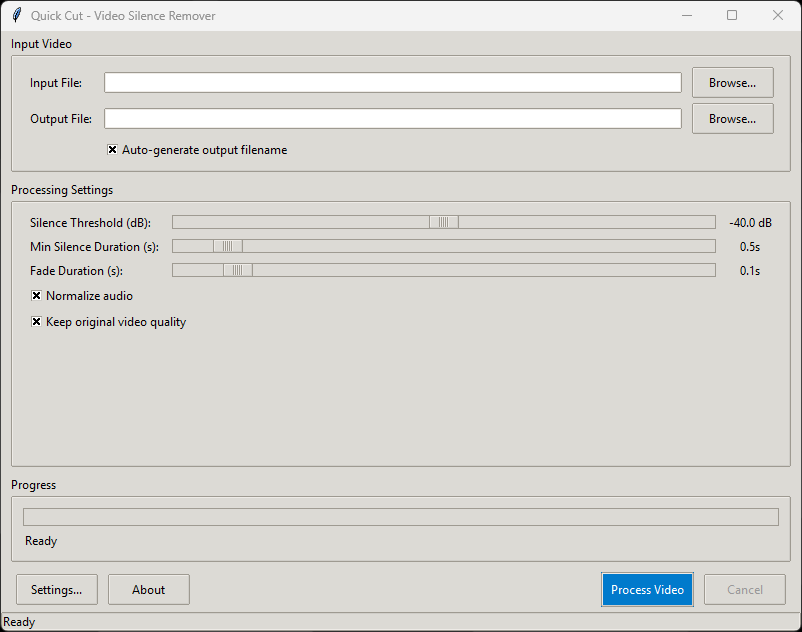 Quick Cut - Video Silence Remover
Input Video
Input File: Browse...
Output File: Browse...
Auto-generate output filename
Processing Settings
Silence Threshold (dB): -40.0 dB
Min Silence Duration (s): 0.5s
Fade Duration (s): 0.1s
Normalize audio
Keep original video quality
Progress
Ready
Settings... About Process Video Cancel
Ready